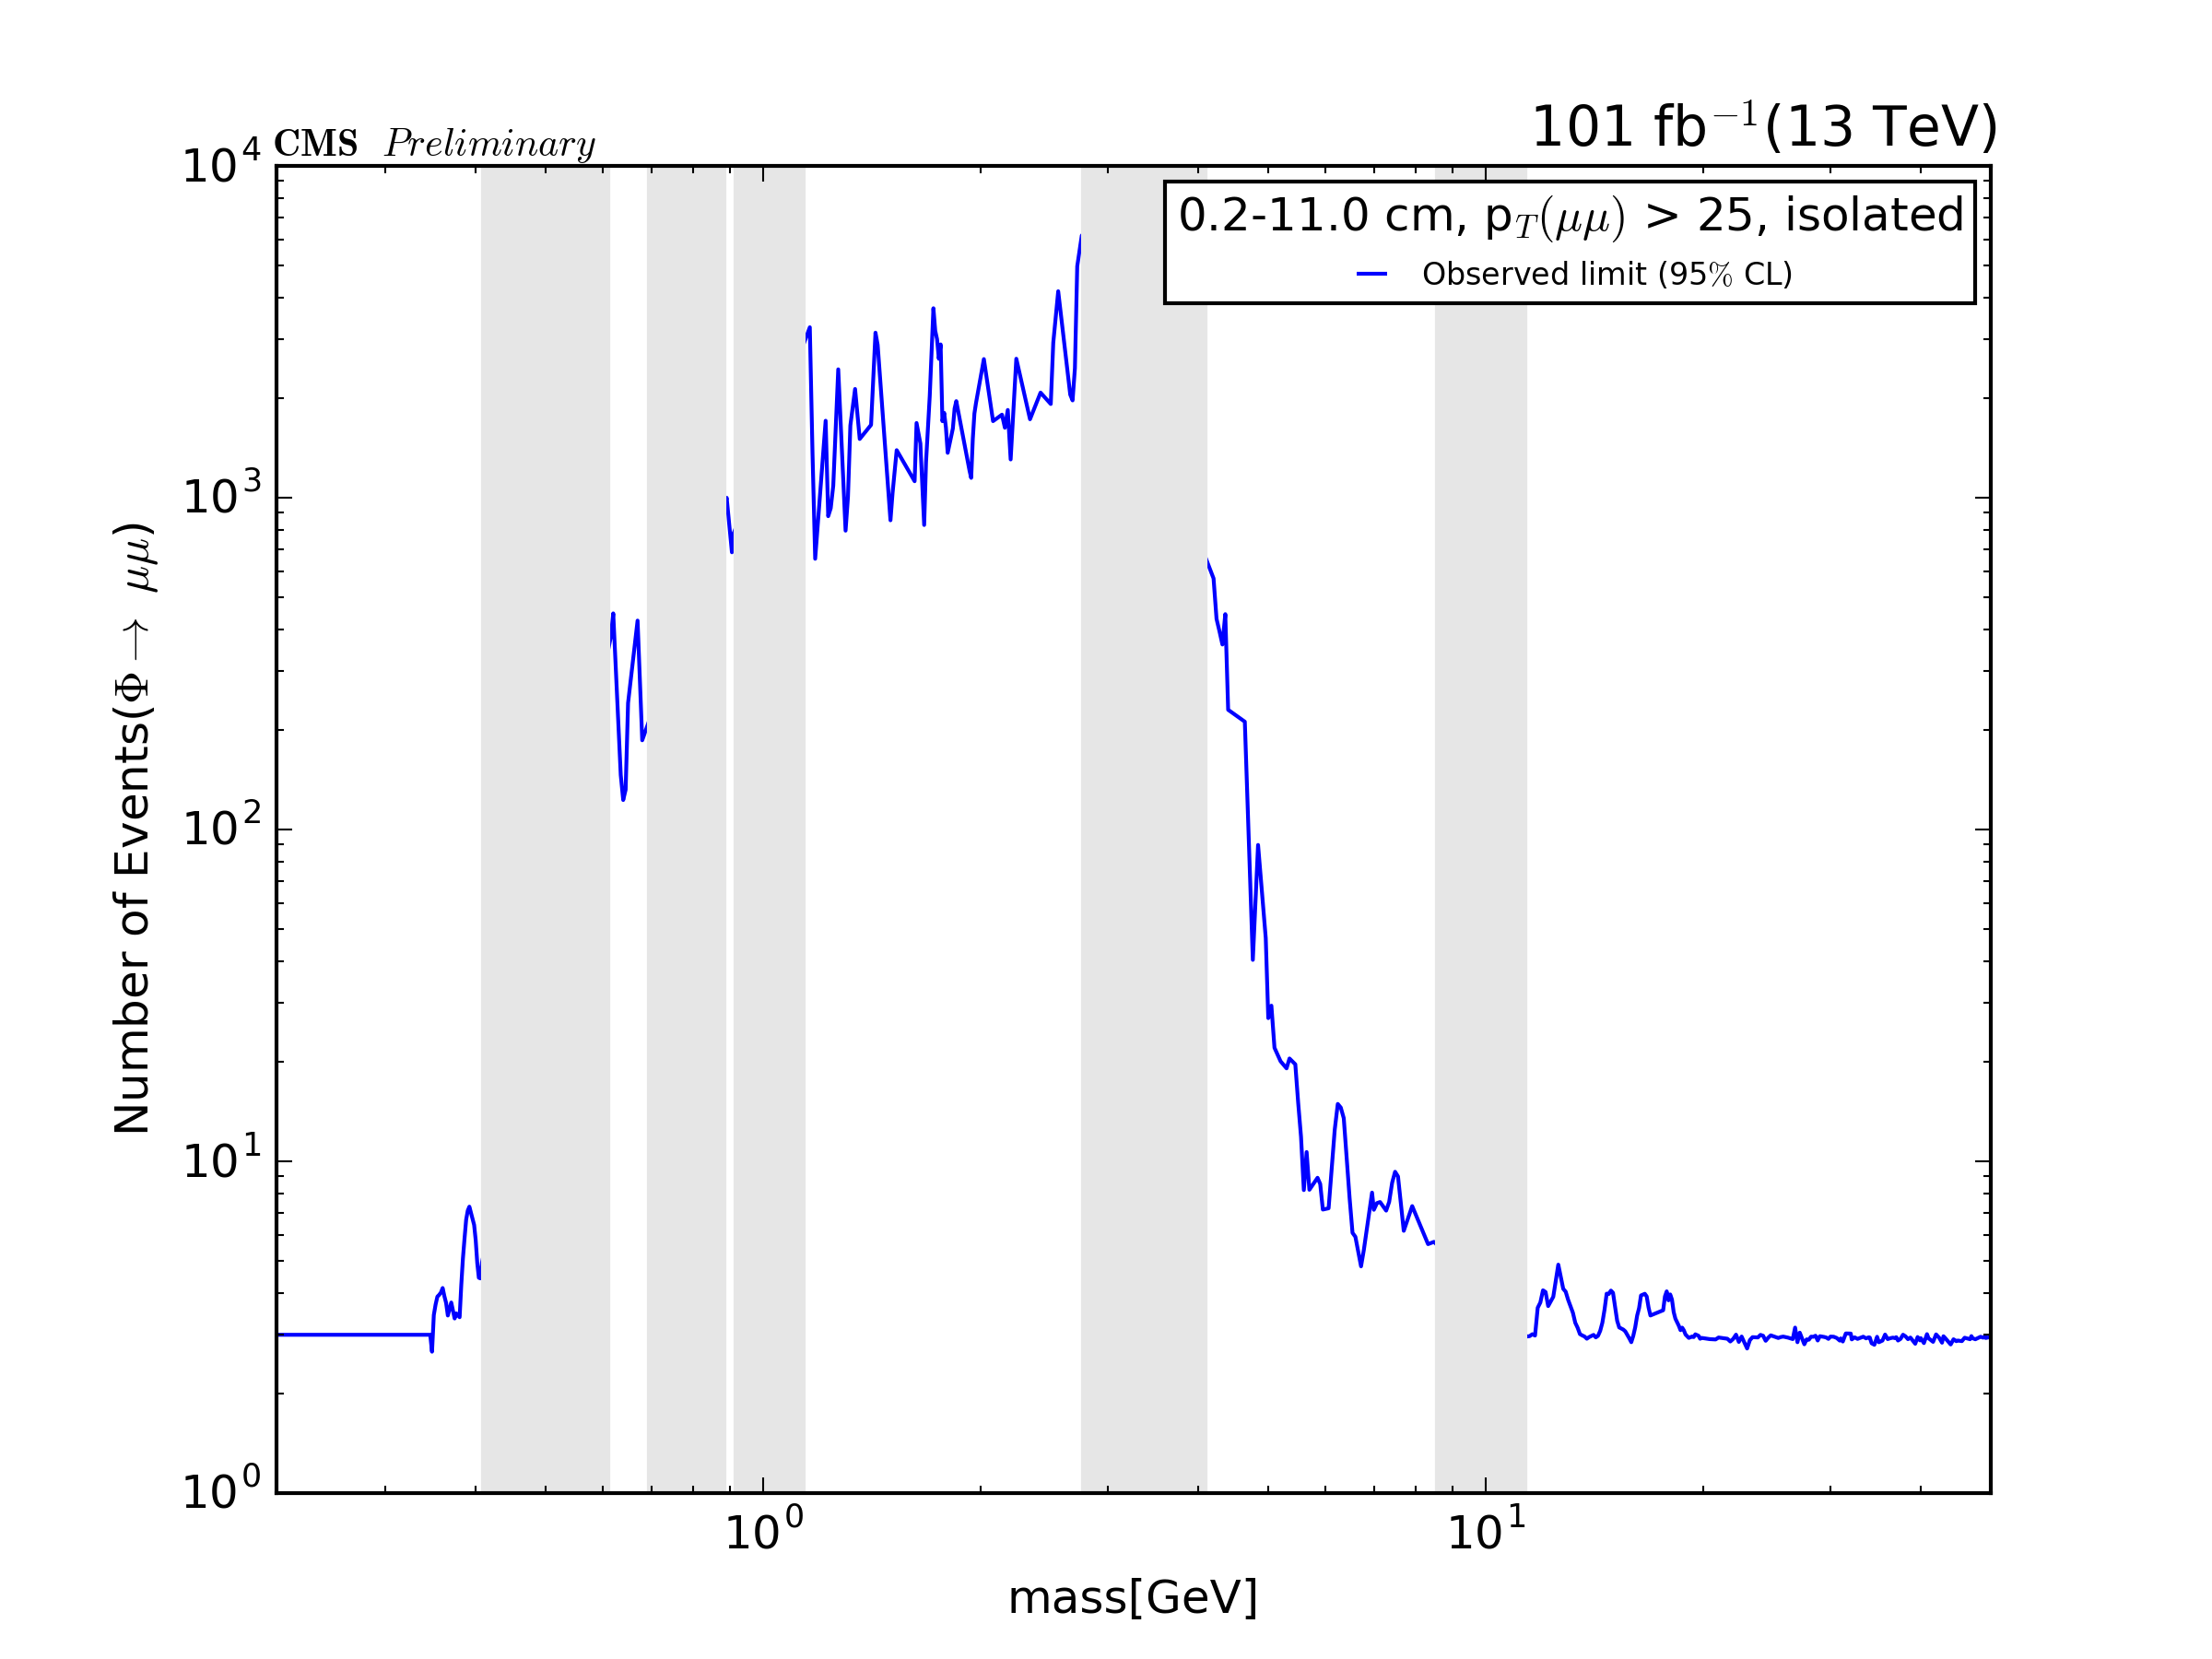 CMS Preliminary
101 fb⁻¹(13 TeV)
0.2-11.0 cm, p_T(μμ) > 25, isolated
Observed limit (95% CL)
Number of Events(Φ → μμ)
10⁴
10³
10²
10¹
10⁰
10⁰ 10¹
mass[GeV]